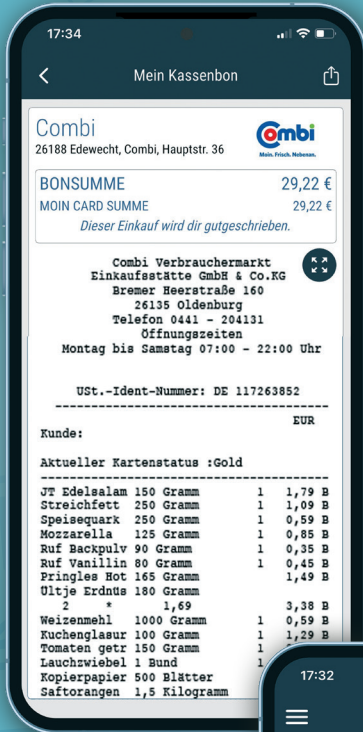 17:34
Mein Kassenbon
Combi
26188 Edewecht, Combi, Hauptstr. 36
Combi
Mein. Frisch. Nebenan.
BONSUMME 29,22 €
MOIN CARD SUMME 29,22 €
Dieser Einkauf wird dir gutgeschrieben.
Combi Verbrauchermarkt
Einkaufsstätte GmbH & Co.KG
Bremer Heerstraße 160
26135 Oldenburg
Telefon 0441 - 204131
Öffnungszeiten
Montag bis Samstag 07:00 - 22:00 Uhr
USt.-Ident-Nummer: DE 117263852
EUR
Kunde:
Aktueller Kartenstatus :Gold
JT Edelsalam 150 Gramm 1 1,79 B
Streichfett 250 Gramm 1 1,09 B
Speisequark 250 Gramm 1 0,59 B
Mozzarella 125 Gramm 1 0,85 B
Ruf Backpulv 90 Gramm 1 0,35 B
Ruf Vanillin 80 Gramm 1 0,45 B
Pringles Hot 165 Gramm 1,49 B
Ültje Erdnüs 180 Gramm
2 * 1,69 3,38 B
Weizenmehl 1000 Gramm 1 0,59 B
Kuchenglasur 100 Gramm 1 1,29 B
Tomaten getr 150 Gramm 1
Lauchzwiebel 1 Bund 1
Kopierpapier 500 Blätter
Saftorangen 1,5 Kilogramm
17:32